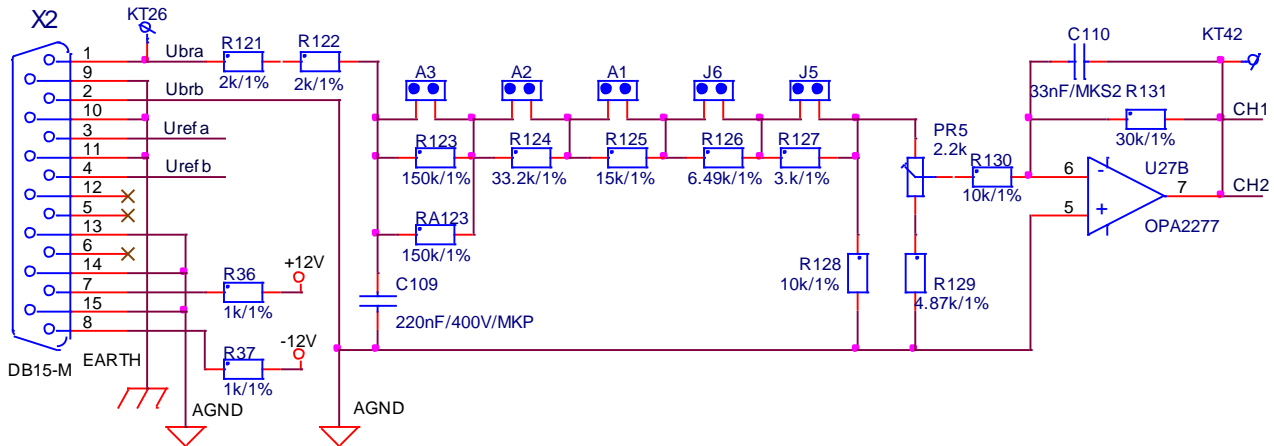 X2
KT26
1
9
2
10
3
11
4
12
5
13
6
14
7
15
8
DB15-M
EARTH
Ubra
Ubrb
Urefa
Urefb
R121
2k/1%
R122
2k/1%
A3
A2
A1
J6
J5
R123
150k/1%
R124
33.2k/1%
R125
15k/1%
R126
6.49k/1%
R127
3.k/1%
RA123
150k/1%
C109
220nF/400V/MKP
R36
1k/1%
+12V
R37
1k/1%
-12V
AGND
AGND
R128
10k/1%
R129
4.87k/1%
PR5
2.2k
R130
10k/1%
C110
33nF/MKS2
R131
30k/1%
KT42
CH1
CH2
U27B
6
5
7
-
+
OPA2277